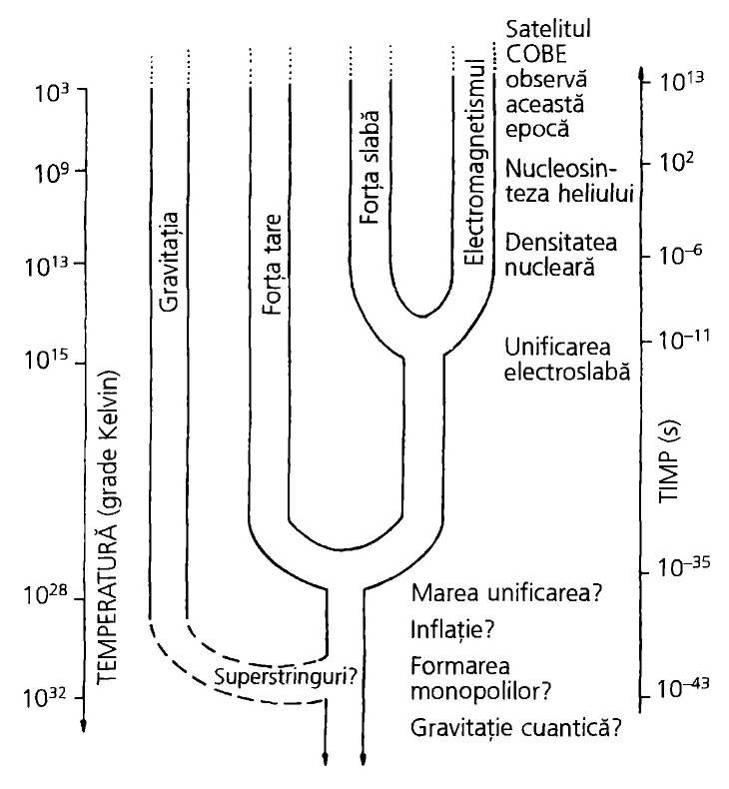 Satelitul
COBE
observă
această
epocă
Nucleosin-
teza heliului
Densitatea
nucleară
Unificarea
electroslabă
Marea unificarea?
Inflație?
Formarea
monopolilor?
Gravitație cuantică?
Gravitația
Forța tare
Forța slabă
Electromagnetismul
Superstringuri?
TEMPERATURĂ (grade Kelvin)
10³
10⁹
10¹³
10¹⁵
10²⁸
10³²
TIMP (s)
10¹³
10²
10⁻⁶
10⁻¹¹
10⁻³⁵
10⁻⁴³